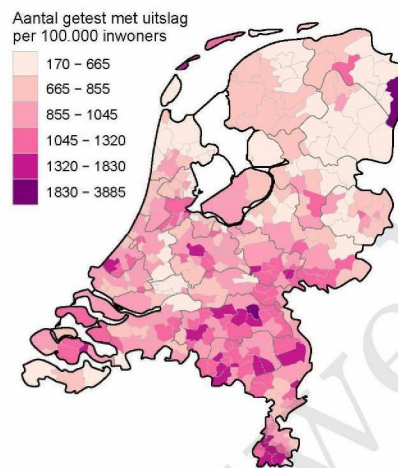 Aantal getest met uitslag
per 100.000 inwoners
170 – 665
665 – 855
855 – 1045
1045 – 1320
1320 – 1830
1830 – 3885